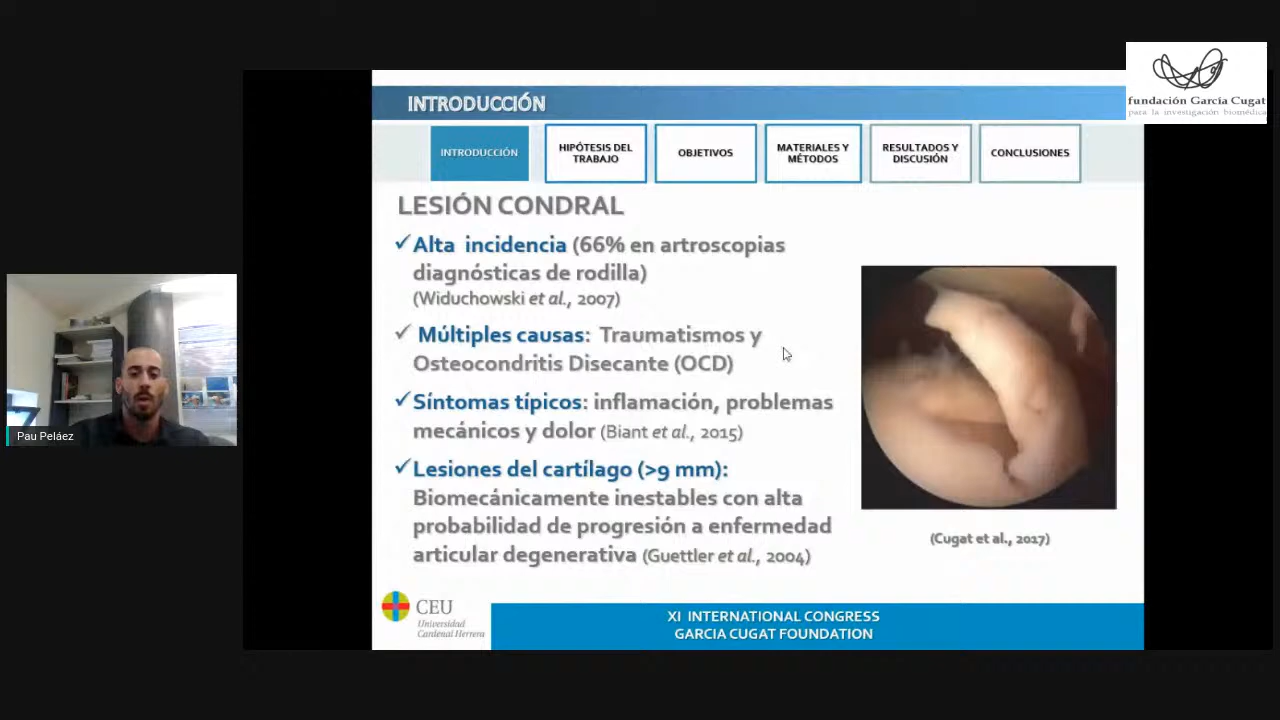 fundación García Cugat
para la investigación biomédica
INTRODUCCIÓN
INTRODUCCIÓN
HIPÓTESIS DEL
TRABAJO
OBJETIVOS
MATERIALES Y
MÉTODOS
RESULTADOS Y
DISCUSIÓN
CONCLUSIONES
LESIÓN CONDRAL
✓Alta incidencia (66% en artroscopias
diagnósticas de rodilla)
(Widuchowski et al., 2007)
✓ Múltiples causas: Traumatismos y
Osteocondritis Disecante (OCD)
✓Síntomas típicos: inflamación, problemas
mecánicos y dolor (Biant et al., 2015)
✓Lesiones del cartílago (>9 mm):
Biomecánicamente inestables con alta
probabilidad de progresión a enfermedad
articular degenerativa (Guettler et al., 2004)
(Cugat et al., 2017)
Pau Peláez
CEU
Universidad
Cardenal Herrera
XI INTERNATIONAL CONGRESS
GARCIA CUGAT FOUNDATION